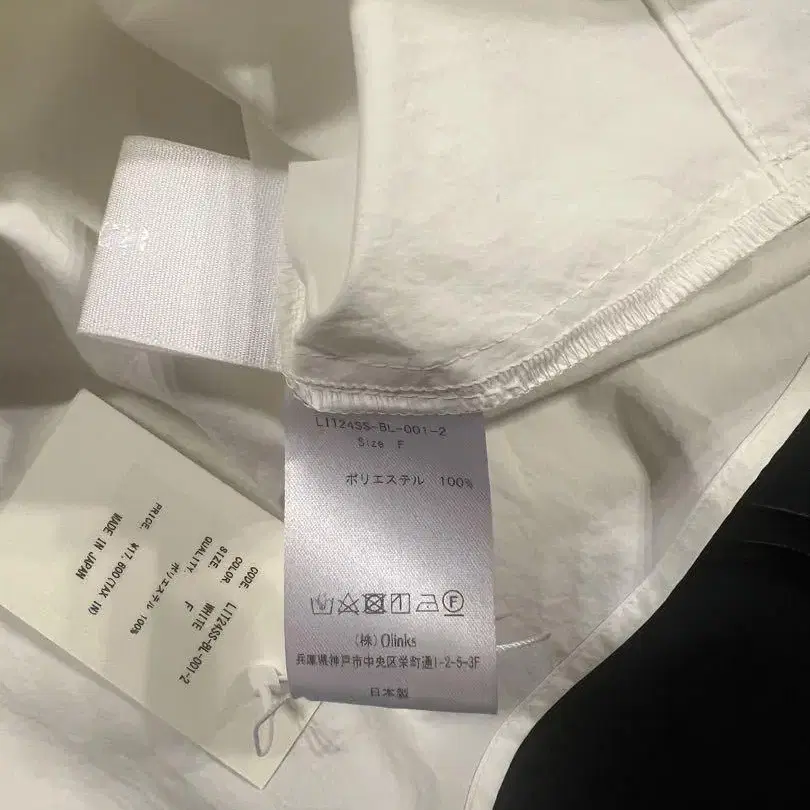 LIT24SS-BL-001-2
Size F
ポリエステル 100%
(株) Olinks
兵庫県神戸市中央区栄町通1-2-5-3F
日本製
CODE. LIT24SS-BL-001-2
COLOR. WHITE
SIZE. F
QUALITY. ポリエステル 100%
PRICE. ¥17,600(TAX IN)
MADE IN JAPAN